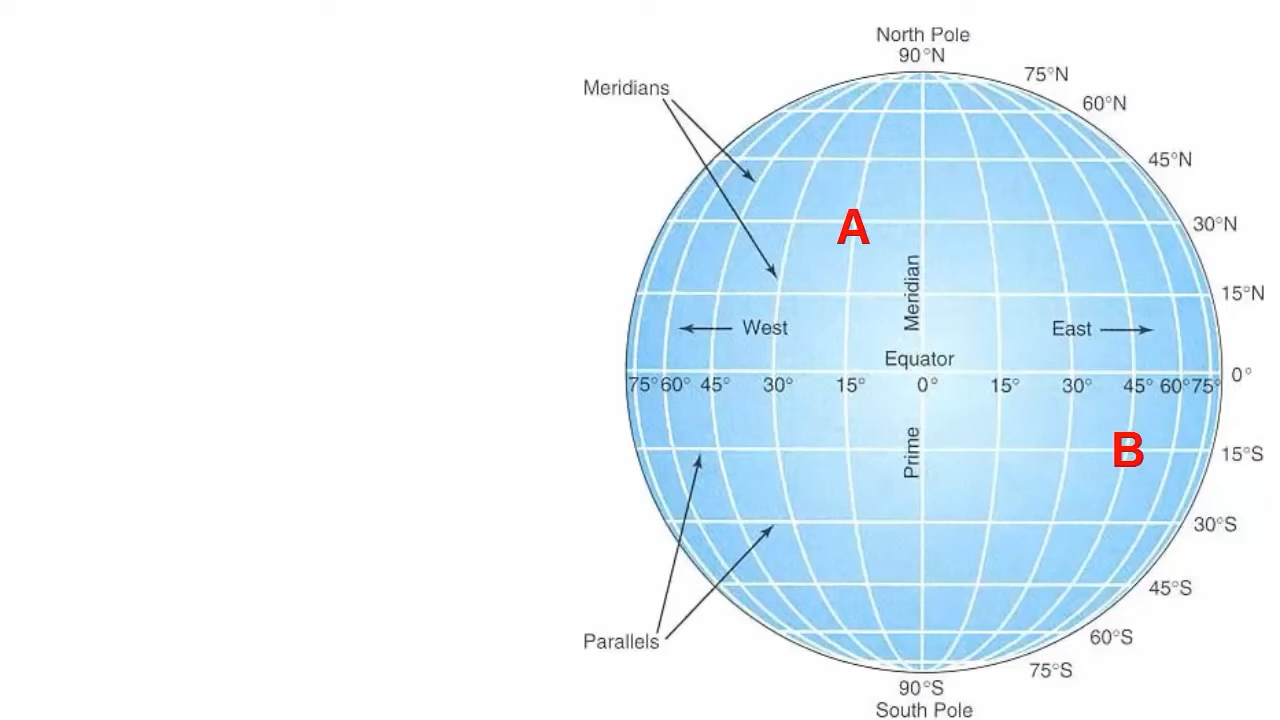 North Pole
90°N
75°N
Meridians
60°N
45°N
A
30°N
Meridian
15°N
West
East
Equator
75° 60° 45° 30° 15° 0° 15° 30° 45° 60° 75°
0°
Prime
B
15°S
30°S
45°S
Parallels
60°S
75°S
90°S
South Pole